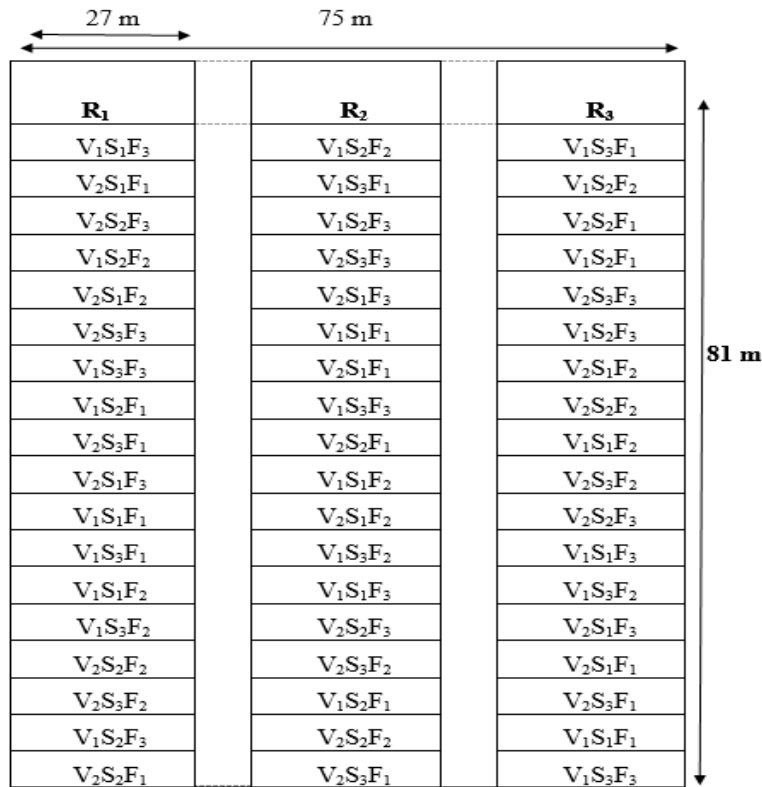 27 m 75 m
R₁ R₂ R₃
V₁S₁F₃ V₁S₂F₂ V₁S₃F₁
V₂S₁F₁ V₁S₃F₁ V₁S₂F₂
V₂S₂F₃ V₁S₂F₃ V₂S₂F₁
V₁S₂F₂ V₂S₃F₃ V₁S₂F₁
V₂S₁F₂ V₂S₁F₃ V₂S₃F₃
V₂S₃F₃ V₁S₁F₁ V₁S₂F₃
V₁S₃F₃ V₂S₁F₁ V₂S₁F₂
81 m
V₁S₂F₁ V₁S₃F₃ V₂S₂F₂
V₂S₃F₁ V₂S₂F₁ V₁S₁F₂
V₂S₁F₃ V₁S₁F₂ V₂S₃F₂
V₁S₁F₁ V₂S₁F₂ V₂S₂F₃
V₁S₃F₁ V₁S₃F₂ V₁S₁F₃
V₁S₁F₂ V₁S₁F₃ V₁S₃F₂
V₁S₃F₂ V₂S₂F₃ V₂S₁F₃
V₂S₂F₂ V₂S₃F₂ V₂S₁F₁
V₂S₃F₂ V₁S₂F₁ V₂S₃F₁
V₁S₂F₃ V₂S₂F₂ V₁S₁F₁
V₂S₂F₁ V₂S₃F₁ V₁S₃F₃